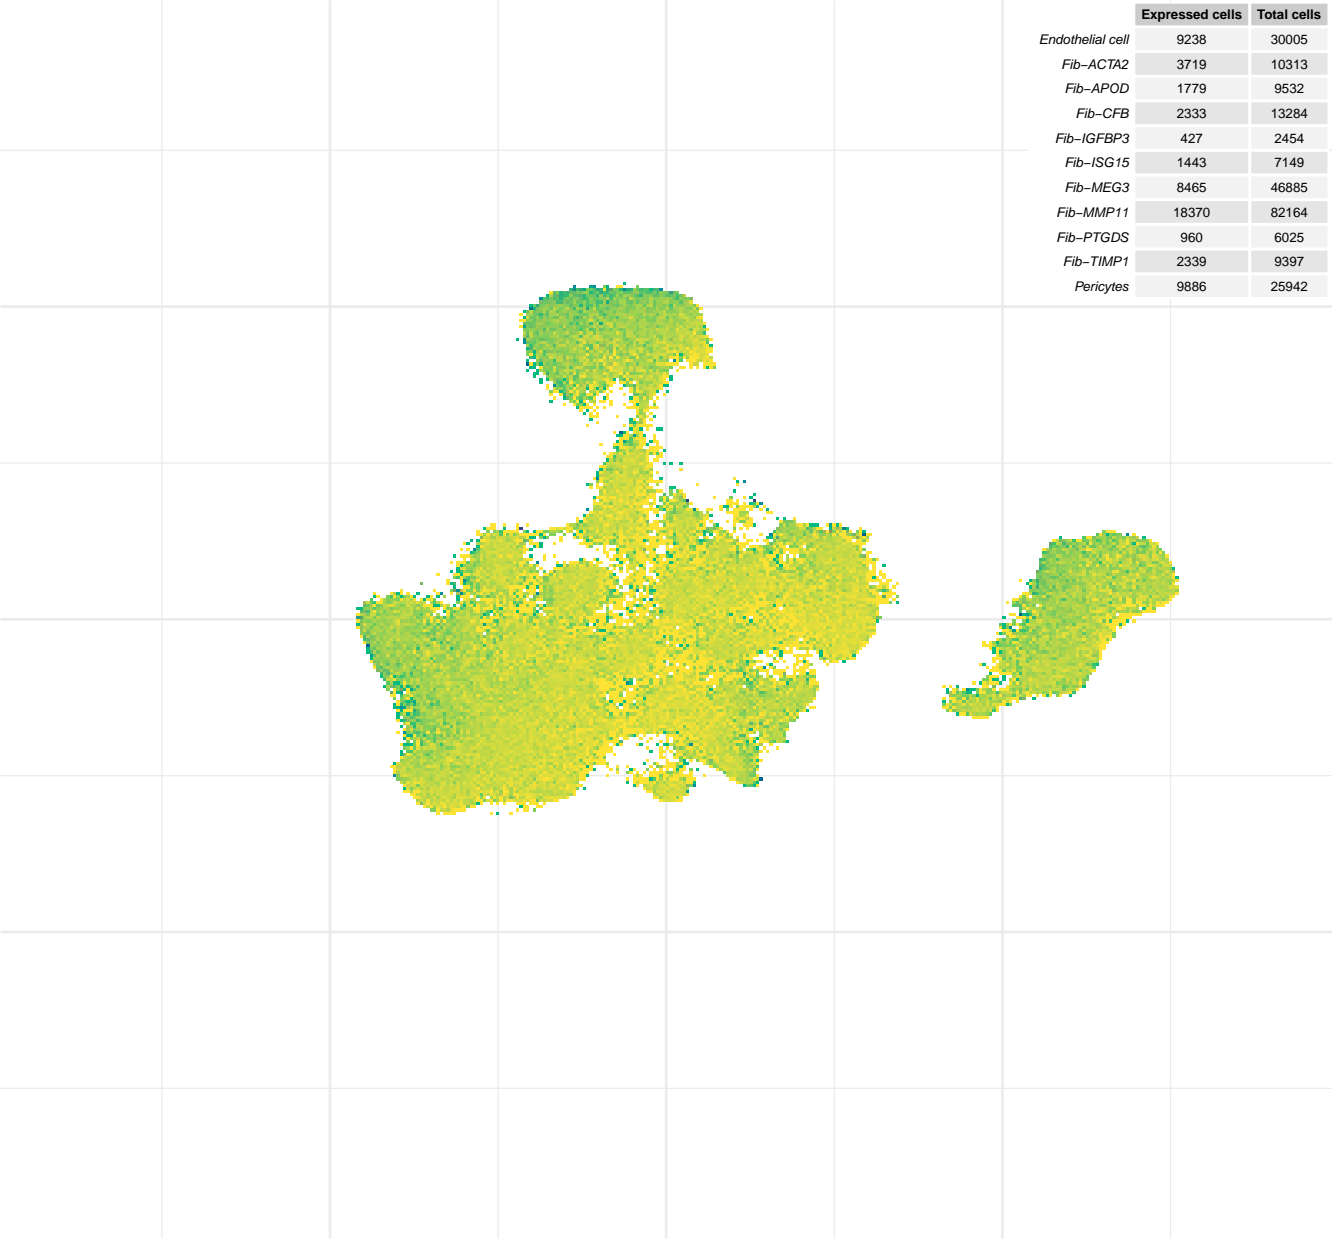 Expressed cells Total cells
Endothelial cell 9238 30005
Fib−ACTA2 3719 10313
Fib−APOD 1779 9532
Fib−CFB 2333 13284
Fib−IGFBP3 427 2454
Fib−ISG15 1443 7149
Fib−MEG3 8465 46885
Fib−MMP11 18370 82164
Fib−PTGDS 960 6025
Fib−TIMP1 2339 9397
Pericytes 9886 25942